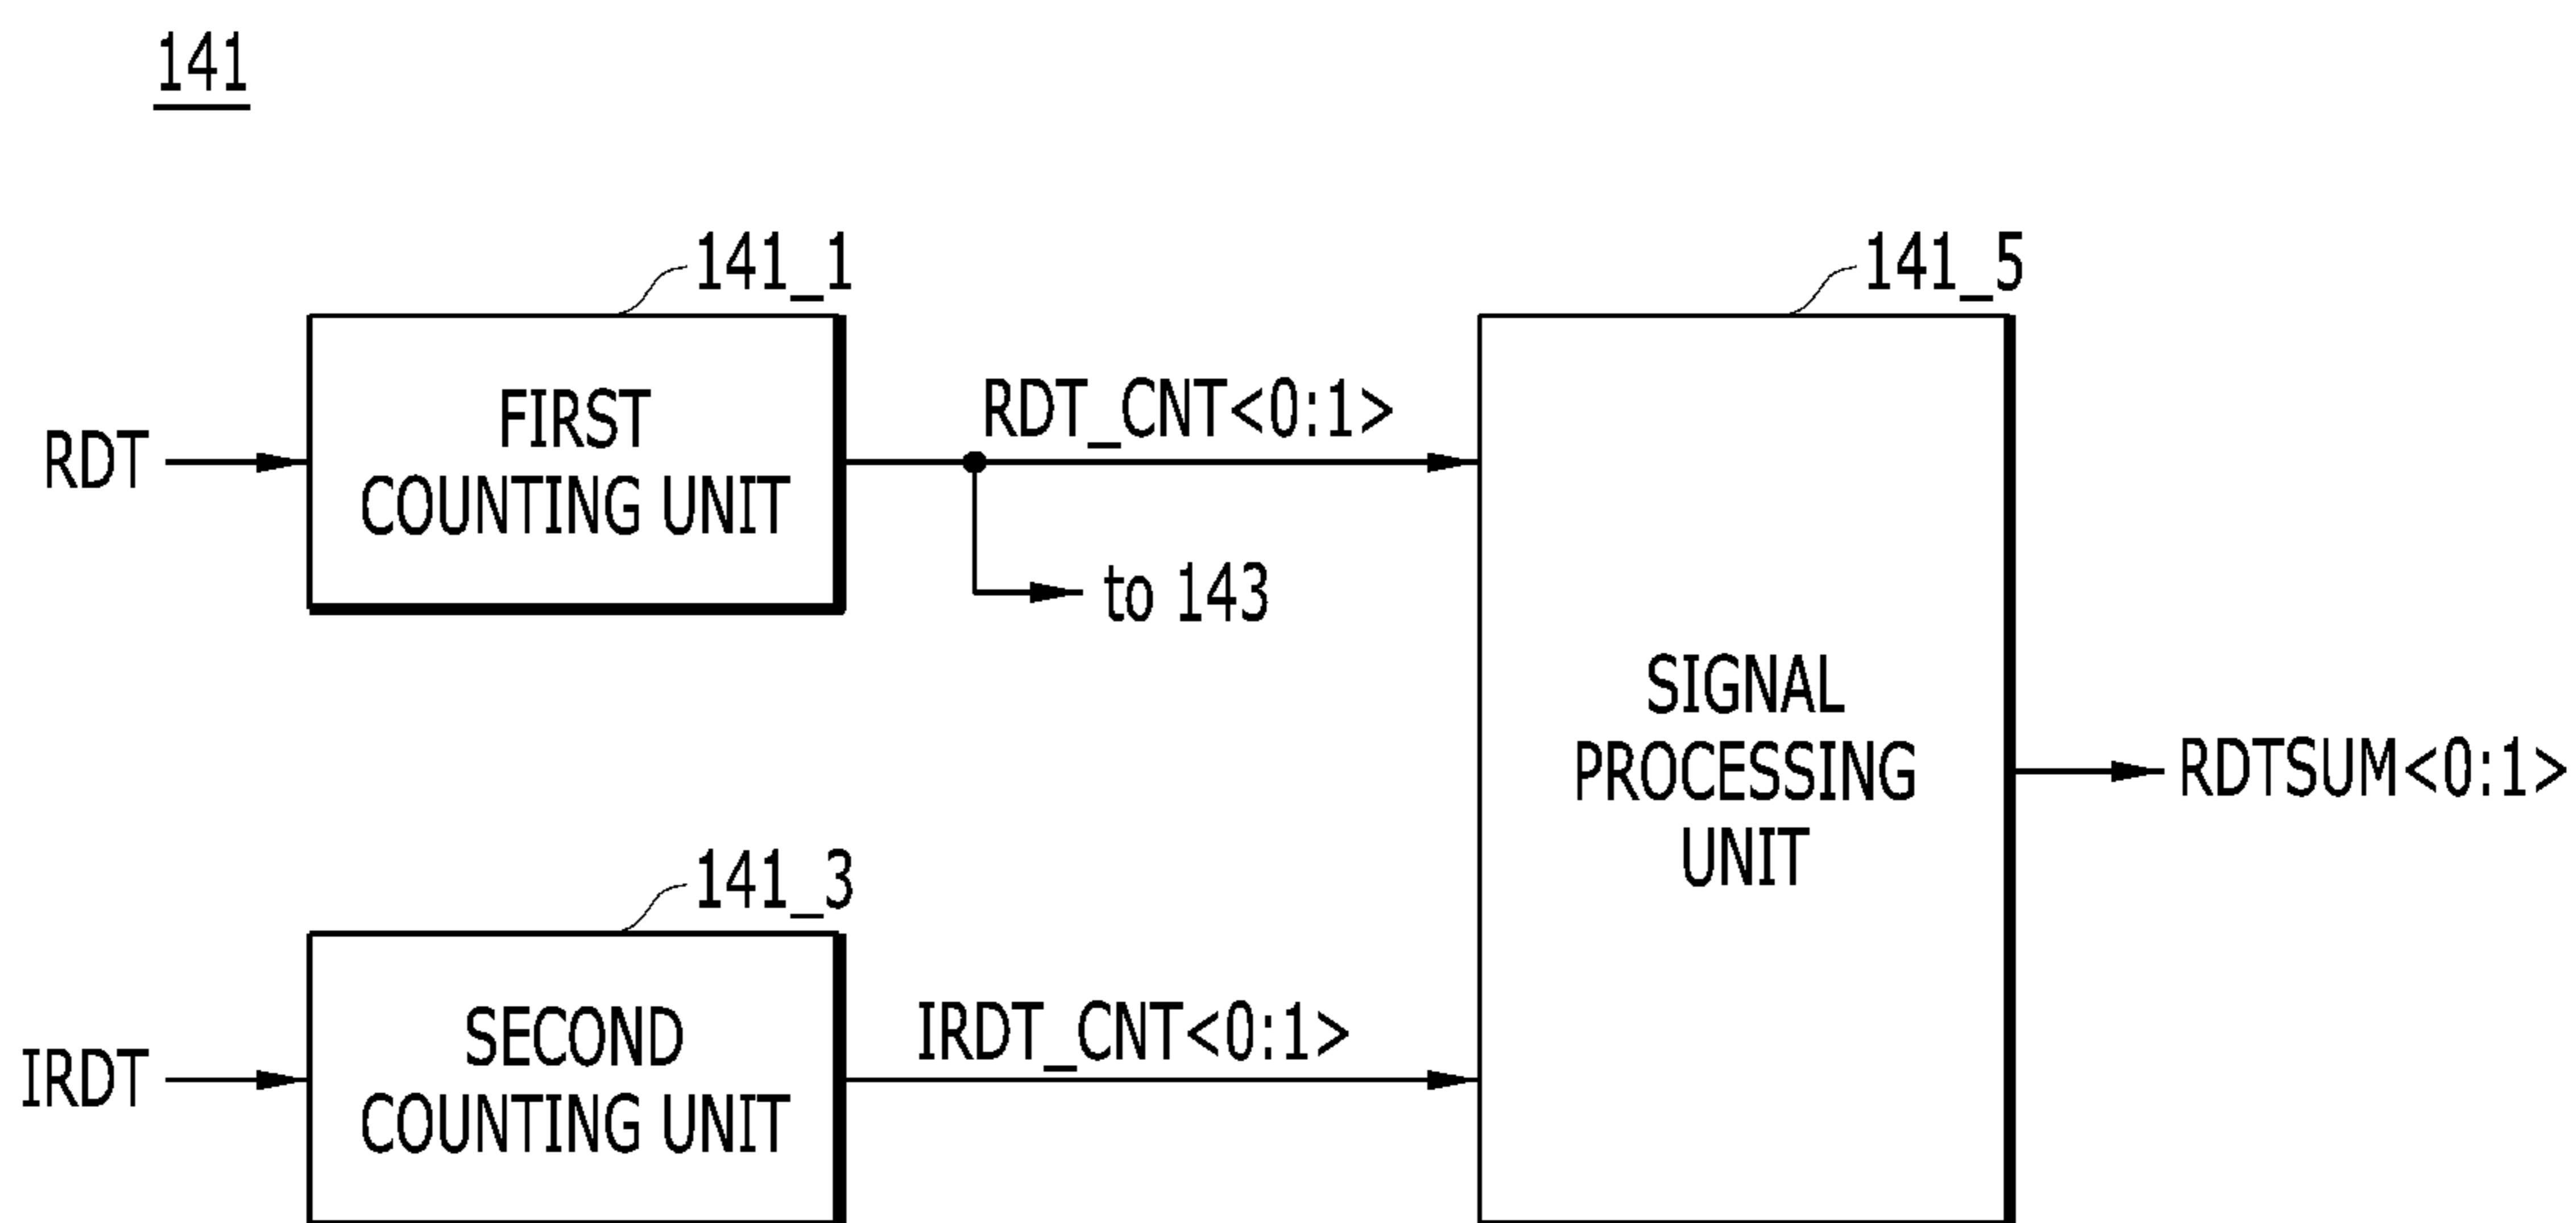 141
141_1
141_5
RDT
FIRST
COUNTING UNIT
RDT_CNT<0:1>
to 143
SIGNAL
PROCESSING
UNIT
RDTSUM<0:1>
141_3
IRDT
SECOND
COUNTING UNIT
IRDT_CNT<0:1>